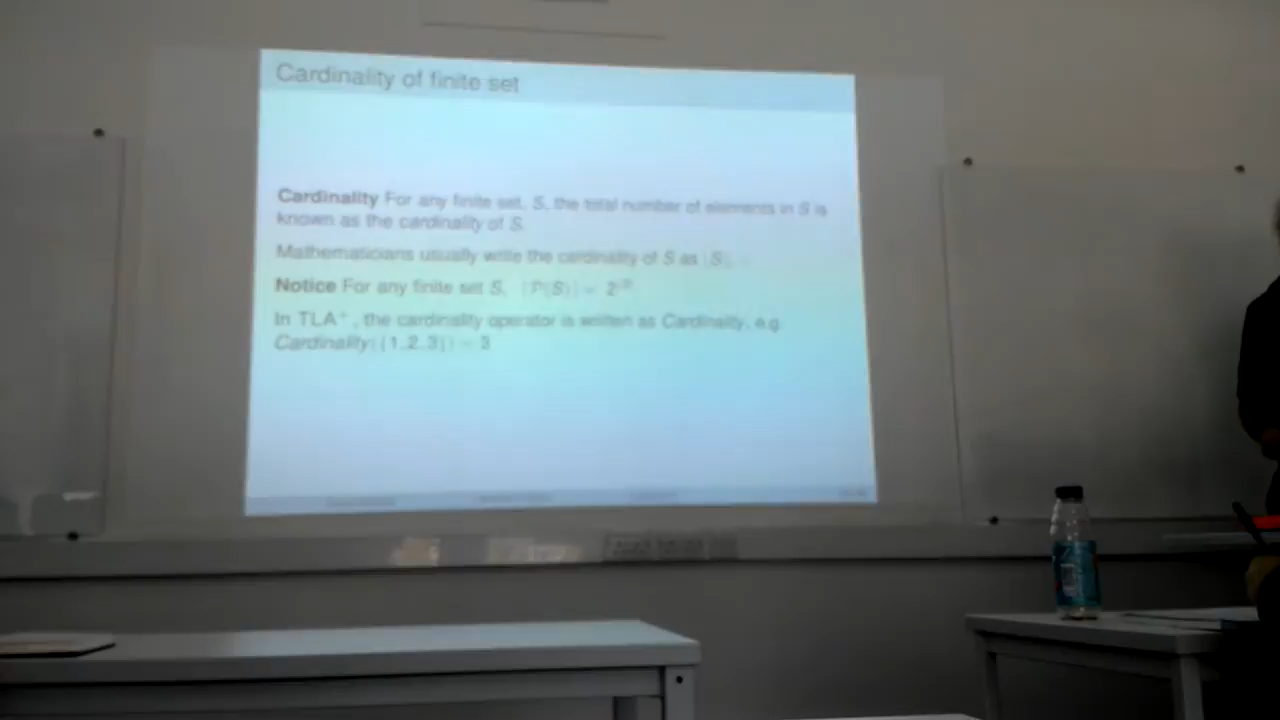 Cardinality of finite set
Cardinality For any finite set, S, the total number of elements in S is
known as the cardinality of S.
Mathematicians usually write the cardinality of S as |S|.
Notice For any finite set S, |P(S)| = 2^|S|
In TLA+, the cardinality operator is written as Cardinality, e.g.
Cardinality({1,2,3}) = 3